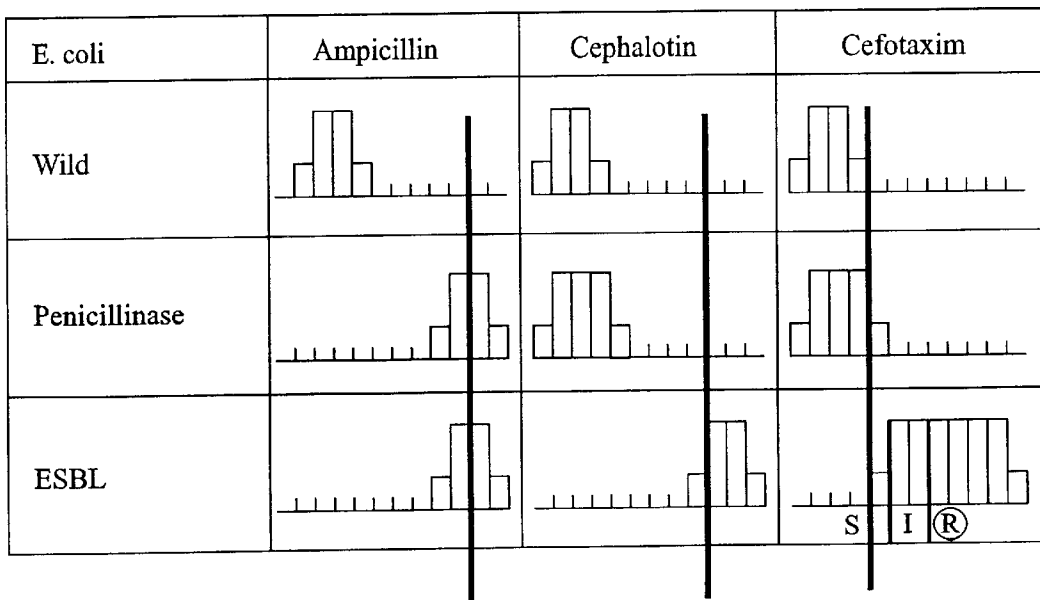 E. coli Ampicillin Cephalotin Cefotaxim
Wild
Penicillinase
ESBL
S I R